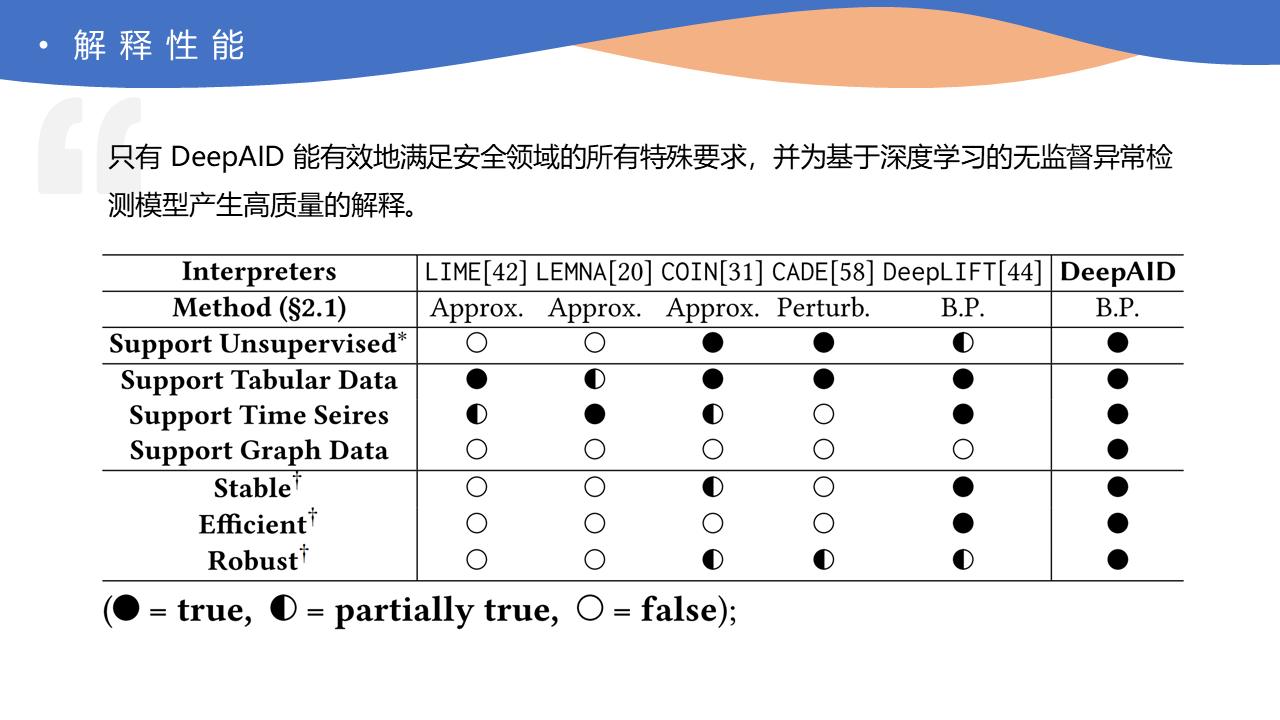 • 解释性能
只有 DeepAID 能有效地满足安全领域的所有特殊要求，并为基于深度学习的无监督异常检
测模型产生高质量的解释。
Interpreters LIME[42] LEMNA[20] COIN[31] CADE[58] DeepLIFT[44] DeepAID
Method (§2.1) Approx. Approx. Approx. Perturb. B.P. B.P.
Support Unsupervised* ○ ○ ● ● ◐ ●
Support Tabular Data ● ◐ ● ● ● ●
Support Time Seires ◐ ● ◐ ○ ● ●
Support Graph Data ○ ○ ○ ○ ○ ●
Stable† ○ ○ ◐ ○ ● ●
Efficient† ○ ○ ○ ○ ● ●
Robust† ○ ○ ◐ ◐ ◐ ●
(● = true, ◐ = partially true, ○ = false);